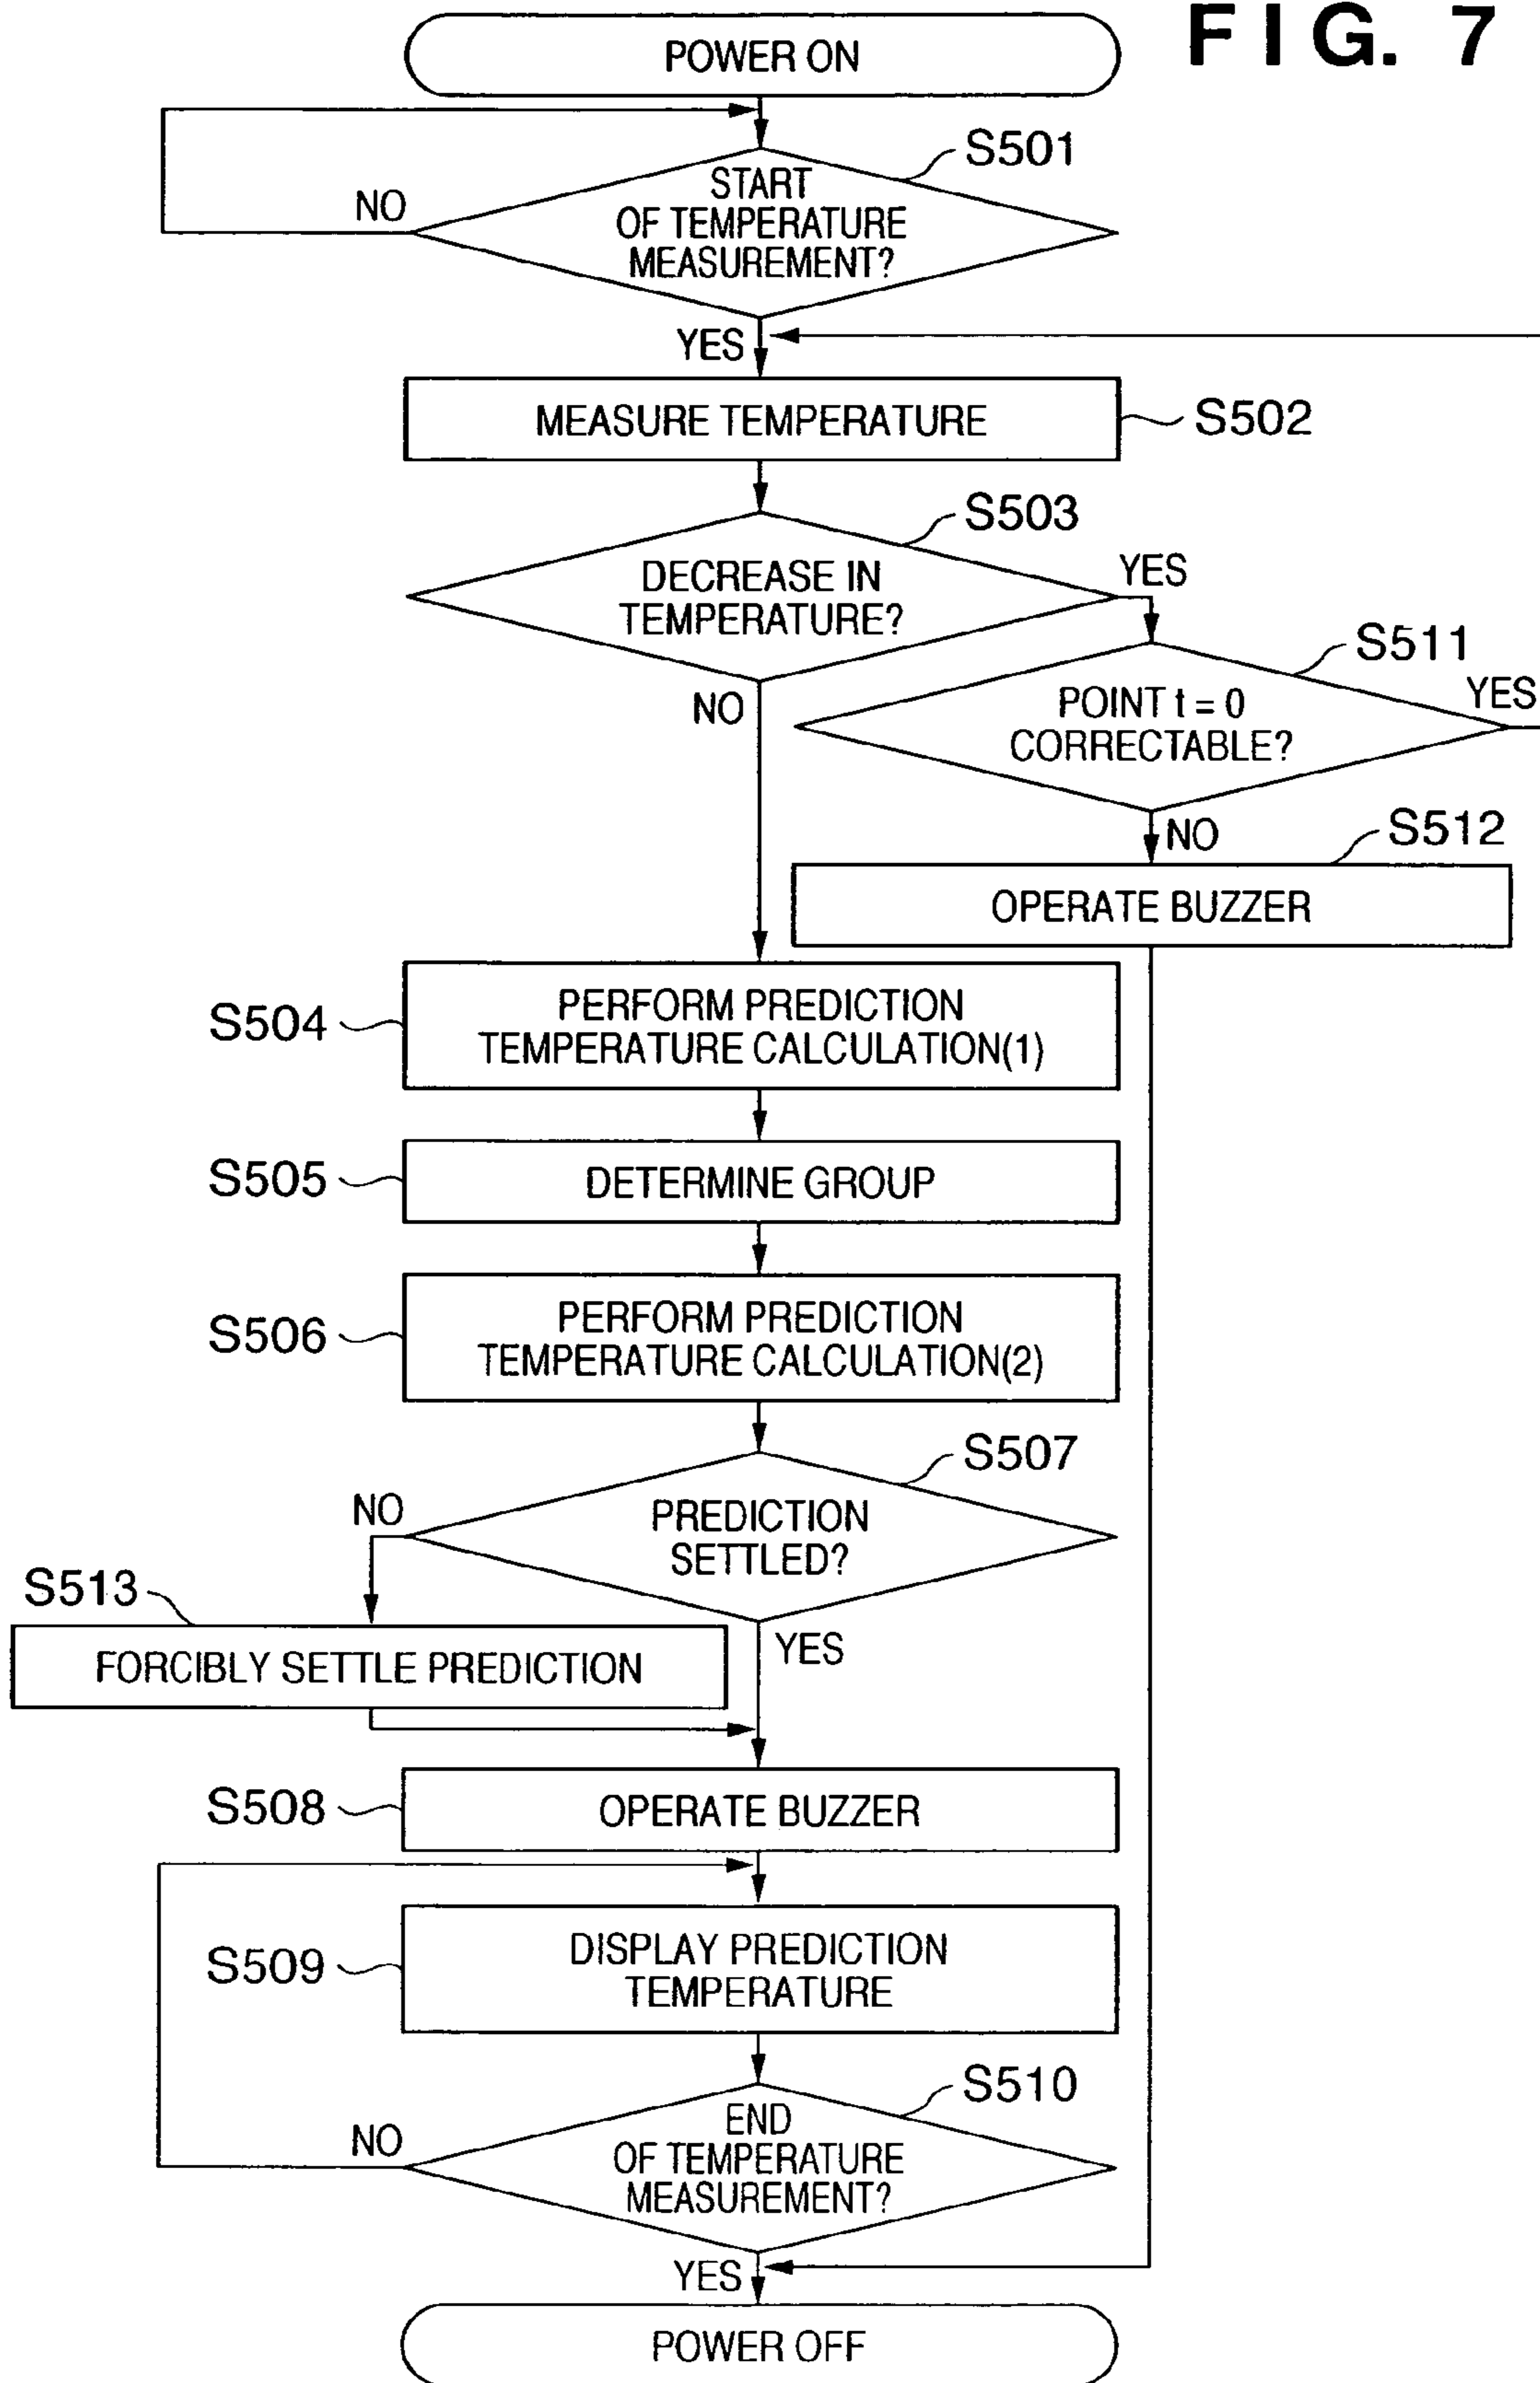 FIG. 7
POWER ON
S501
START
OF TEMPERATURE
MEASUREMENT?
NO
YES
MEASURE TEMPERATURE
S502
S503
DECREASE IN
TEMPERATURE?
YES
NO
S511
POINT t = 0
CORRECTABLE?
YES
NO
S512
OPERATE BUZZER
S504
PERFORM PREDICTION
TEMPERATURE CALCULATION(1)
S505
DETERMINE GROUP
S506
PERFORM PREDICTION
TEMPERATURE CALCULATION(2)
S507
PREDICTION
SETTLED?
NO
YES
S513
FORCIBLY SETTLE PREDICTION
S508
OPERATE BUZZER
S509
DISPLAY PREDICTION
TEMPERATURE
S510
END
OF TEMPERATURE
MEASUREMENT?
NO
YES
POWER OFF